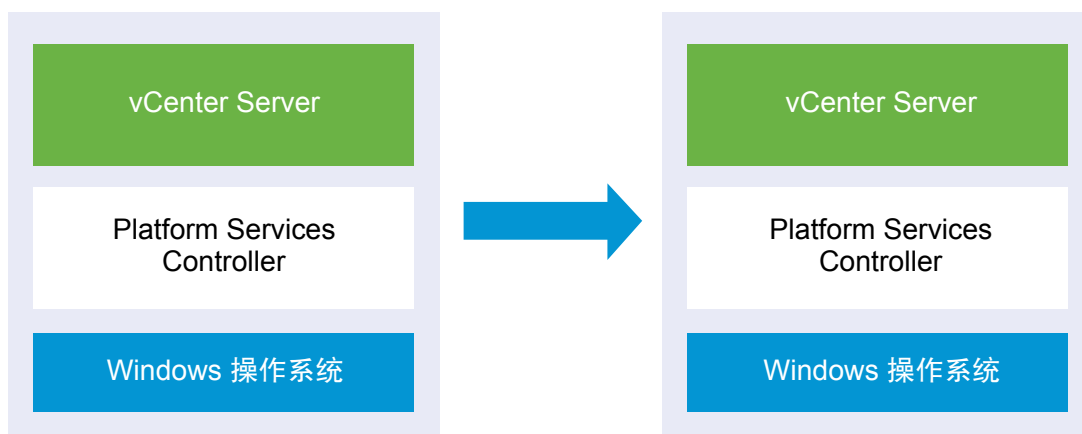 vCenter Server
Platform Services
Controller
Windows 操作系统
vCenter Server
Platform Services
Controller
Windows 操作系统